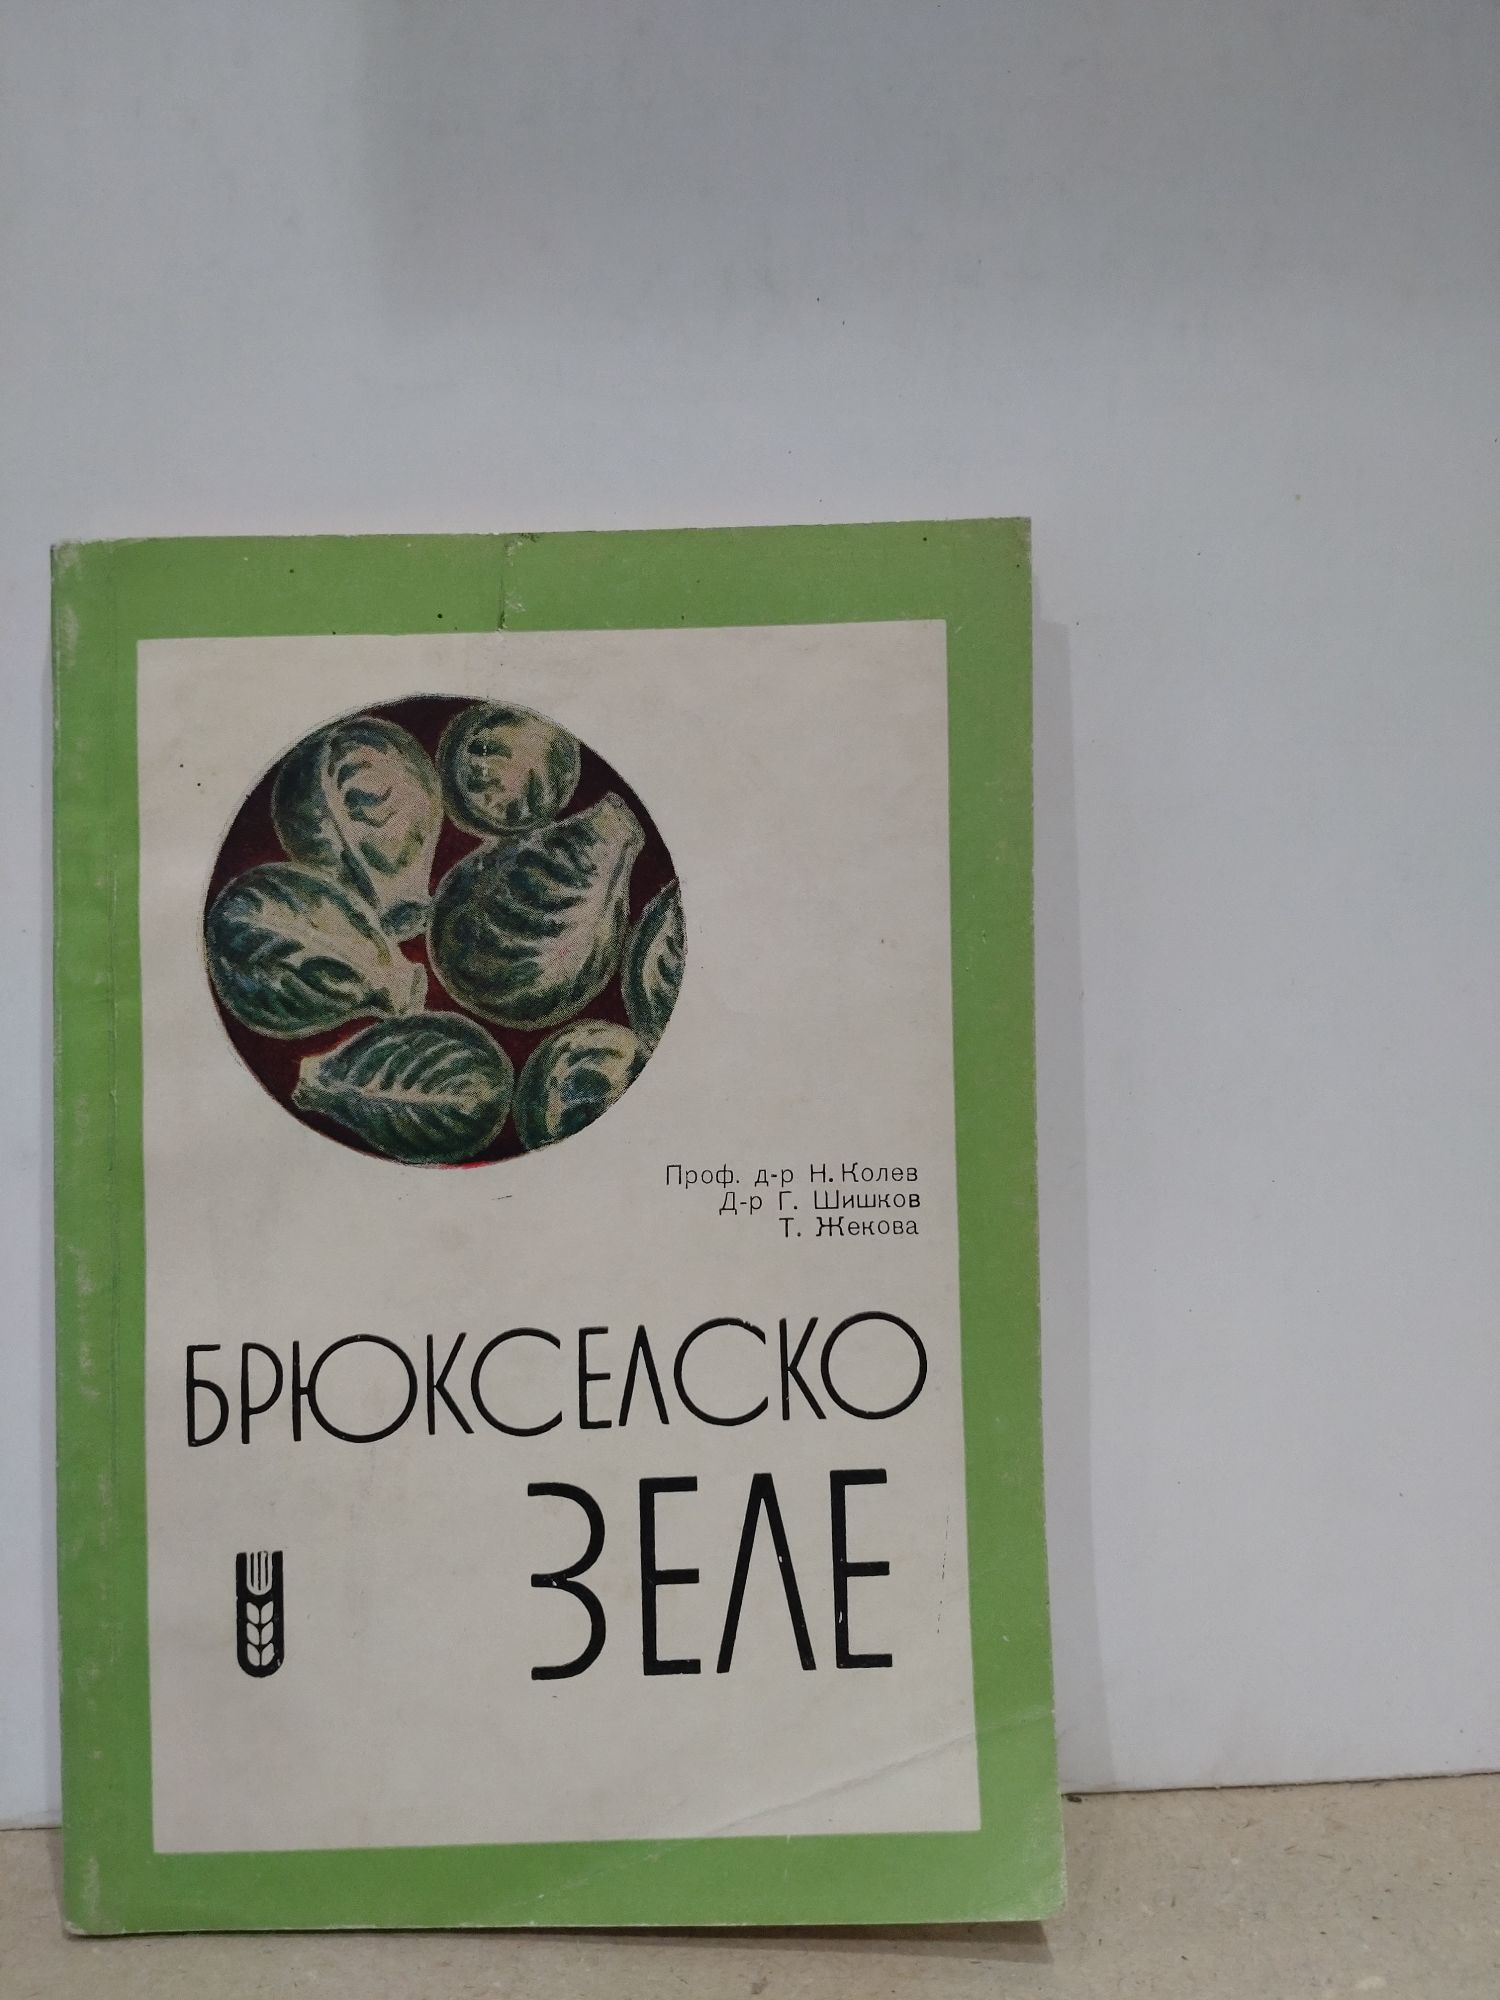 Проф. д-р Н. Колев
Д-р Г. Шишков
Т. Жекова
БРЮКСЕЛСКО
ЗЕЛЕ